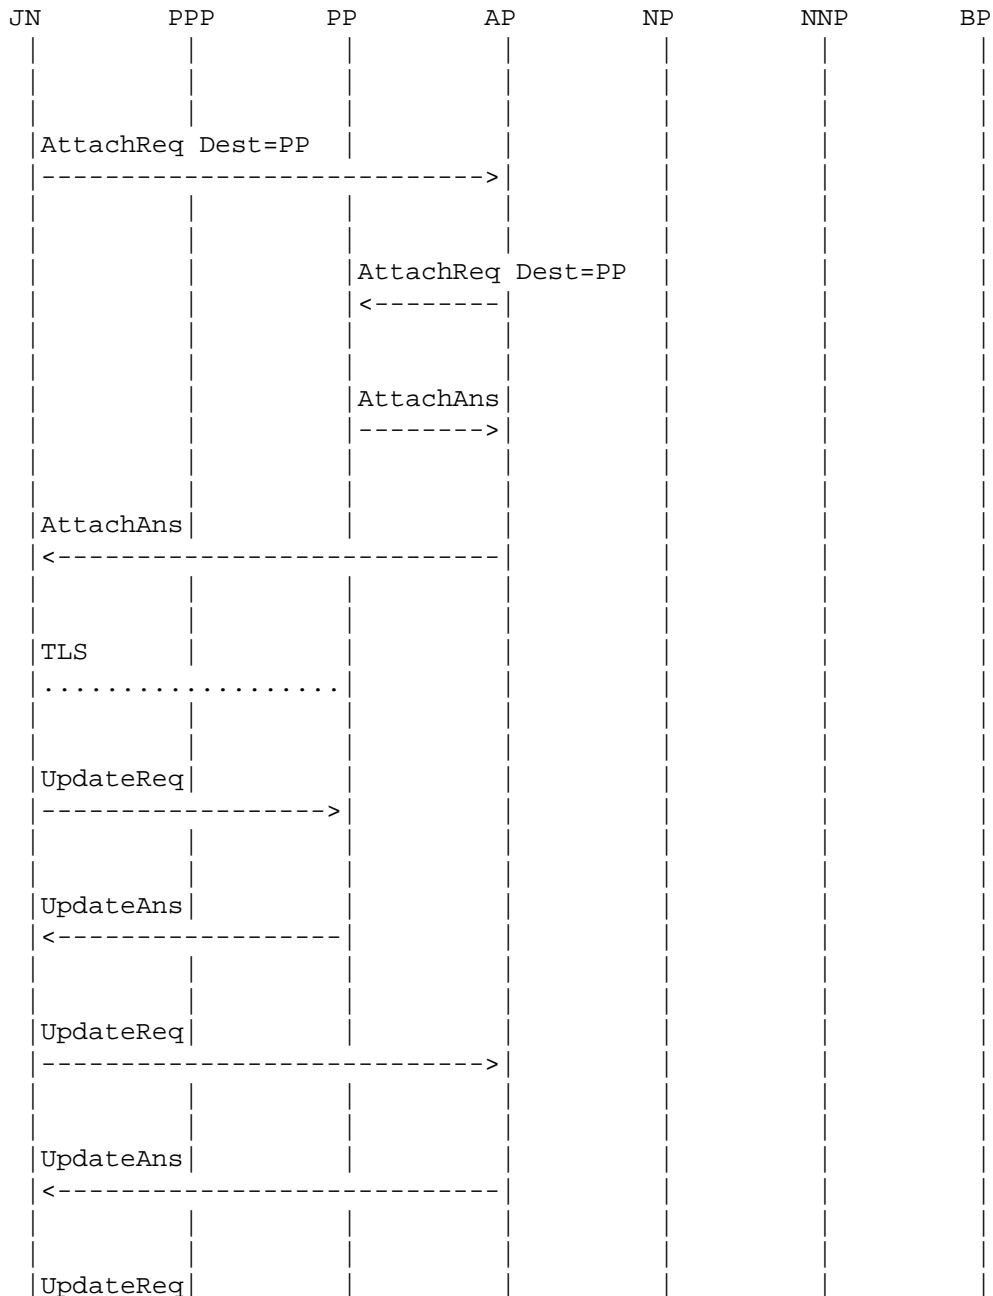 JN        PPP       PP        AP        NP        NNP       BP
|         |         |         |         |         |         |
|         |         |         |         |         |         |
|         |         |         |         |         |         |
|AttachReq Dest=PP  |         |         |         |         |
|---------------------------->|         |         |         |
|         |         |         |         |         |         |
|         |         |         |         |         |         |
|         |         |AttachReq Dest=PP  |         |         |
|         |         |<--------|         |         |         |
|         |         |         |         |         |         |
|         |         |         |         |         |         |
|         |         |AttachAns|         |         |         |
|         |         |-------->|         |         |         |
|         |         |         |         |         |         |
|         |         |         |         |         |         |
|AttachAns|         |         |         |         |         |
|<----------------------------|         |         |         |
|         |         |         |         |         |         |
|         |         |         |         |         |         |
|TLS      |         |         |         |         |         |
|...................|         |         |         |         |
|         |         |         |         |         |         |
|         |         |         |         |         |         |
|UpdateReq|         |         |         |         |         |
|------------------>|         |         |         |         |
|         |         |         |         |         |         |
|         |         |         |         |         |         |
|UpdateAns|         |         |         |         |         |
|<------------------|         |         |         |         |
|         |         |         |         |         |         |
|         |         |         |         |         |         |
|UpdateReq|         |         |         |         |         |
|---------------------------->|         |         |         |
|         |         |         |         |         |         |
|         |         |         |         |         |         |
|UpdateAns|         |         |         |         |         |
|<----------------------------|         |         |         |
|         |         |         |         |         |         |
|         |         |         |         |         |         |
|UpdateReq|         |         |         |         |         |